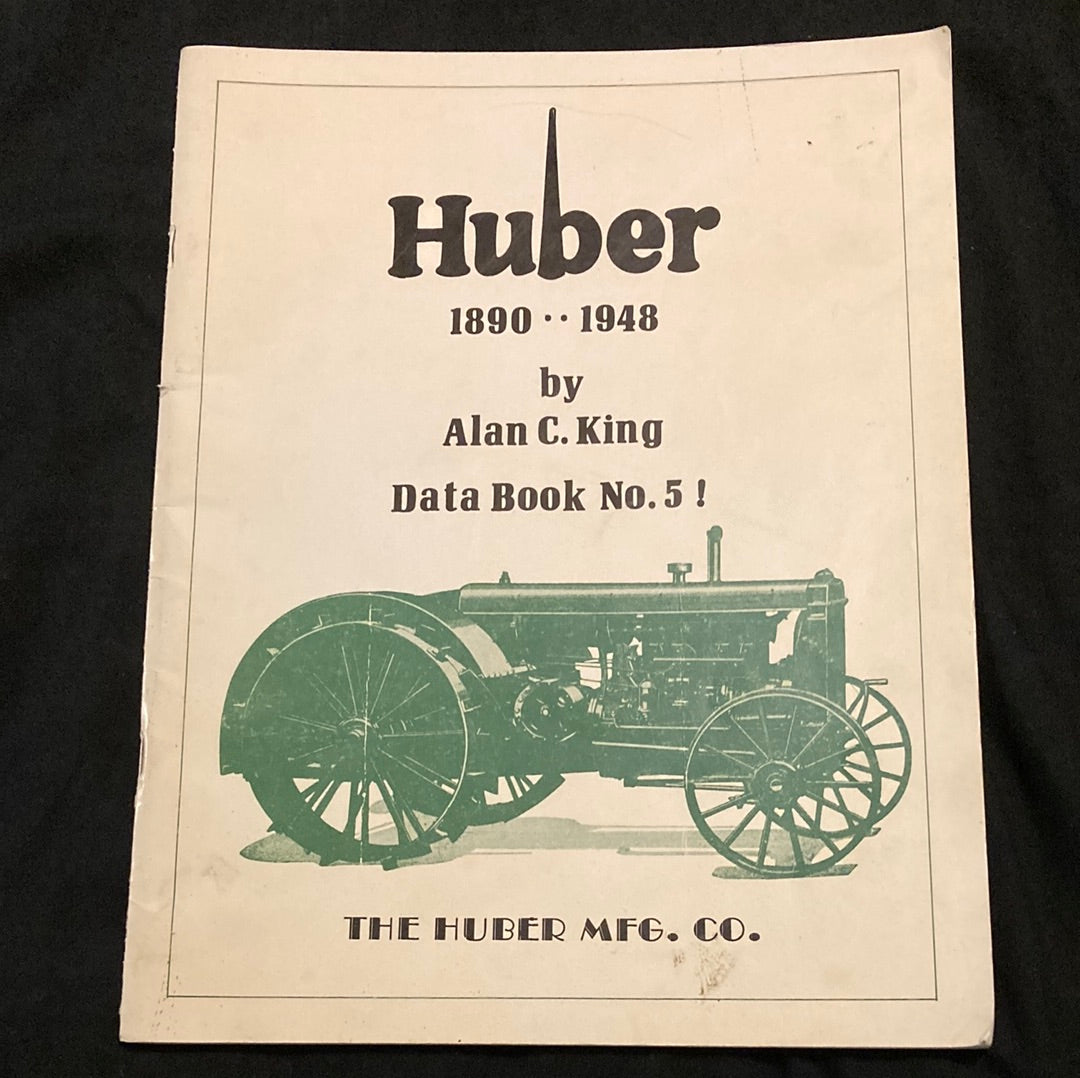 Huber
1890 ·· 1948
by
Alan C. King
Data Book No. 5 !
THE HUBER MFG. CO.